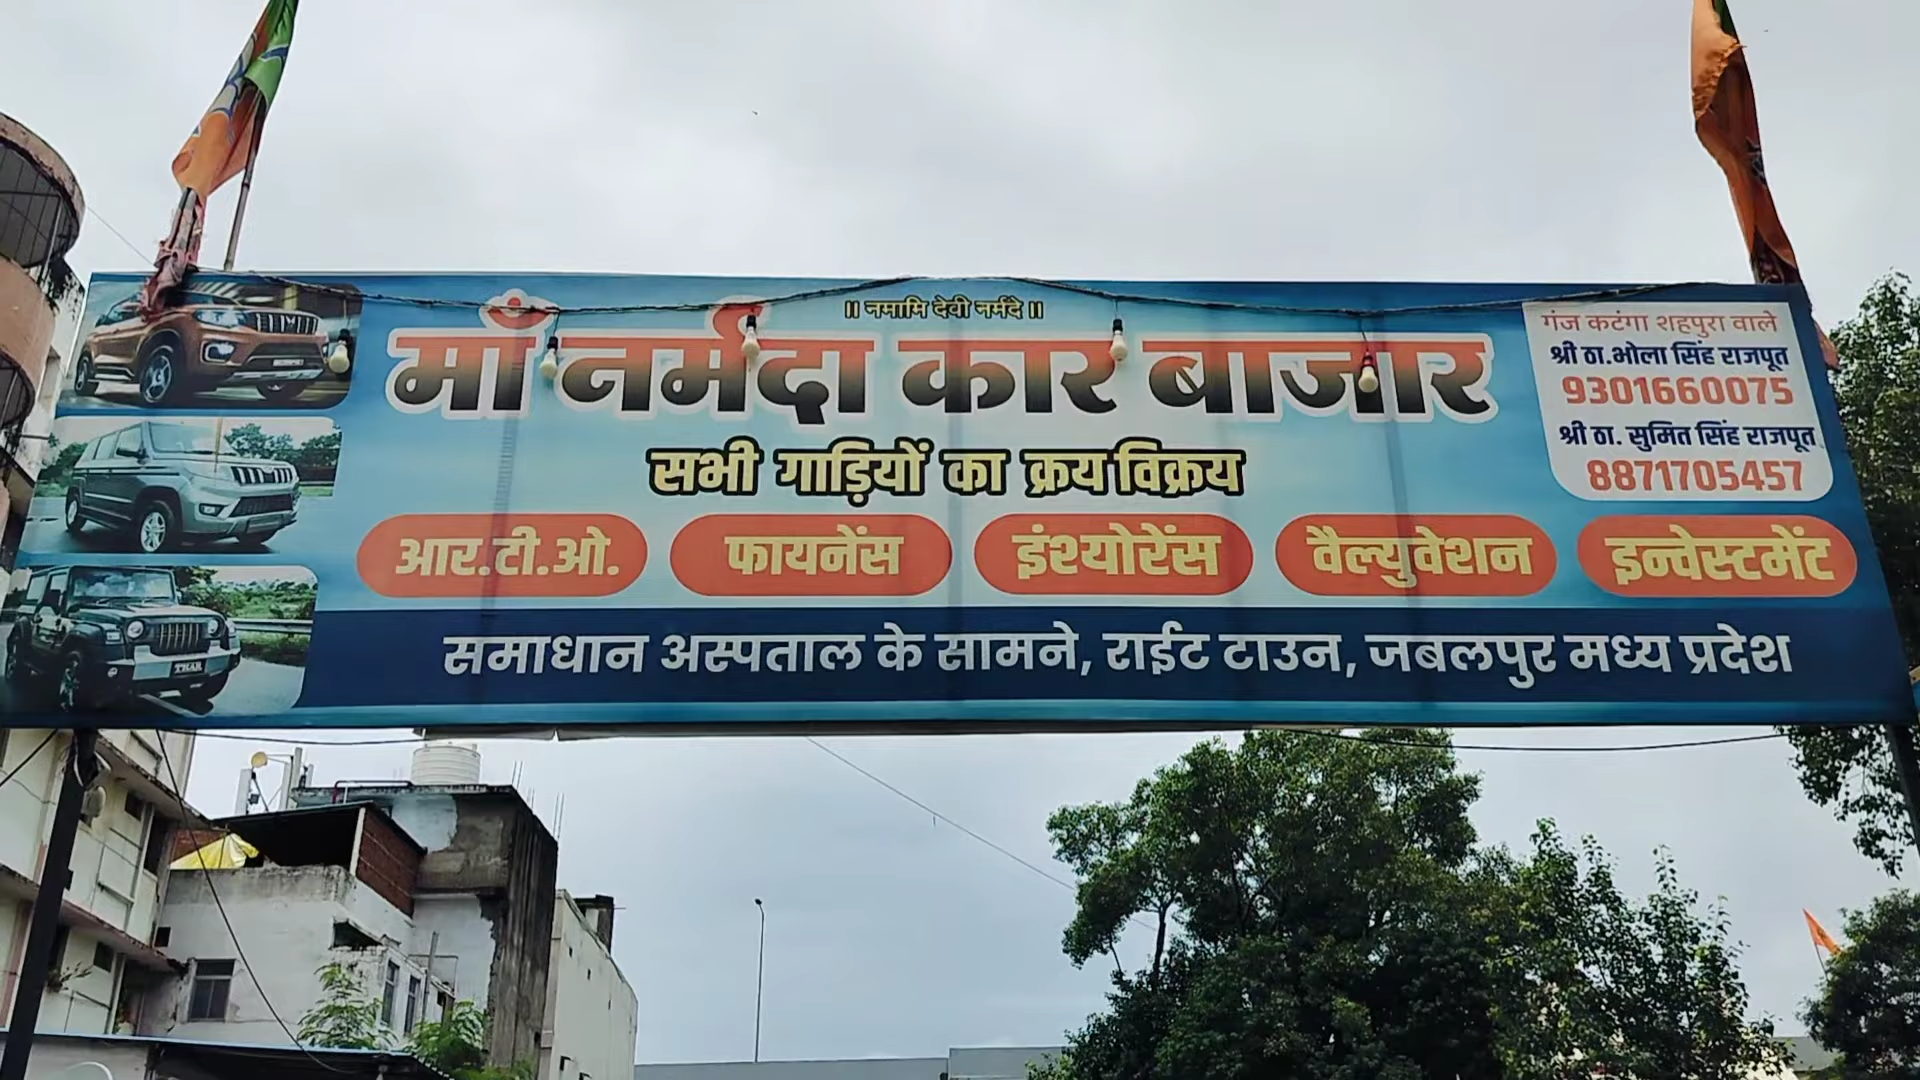 ॥ नमामि देवी नर्मदे ॥
माँ नर्मदा कार बाजार
सभी गाड़ियों का क्रय विक्रय
आर.टी.ओ. फायनेंस इंश्योरेंस वैल्युवेशन इन्वेस्टमेंट
समाधान अस्पताल के सामने, राईट टाउन, जबलपुर मध्य प्रदेश
गंज कटंगा शहपुरा वाले
श्री ठा.भोला सिंह राजपूत
9301660075
श्री ठा. सुमित सिंह राजपूत
8871705457
THAR